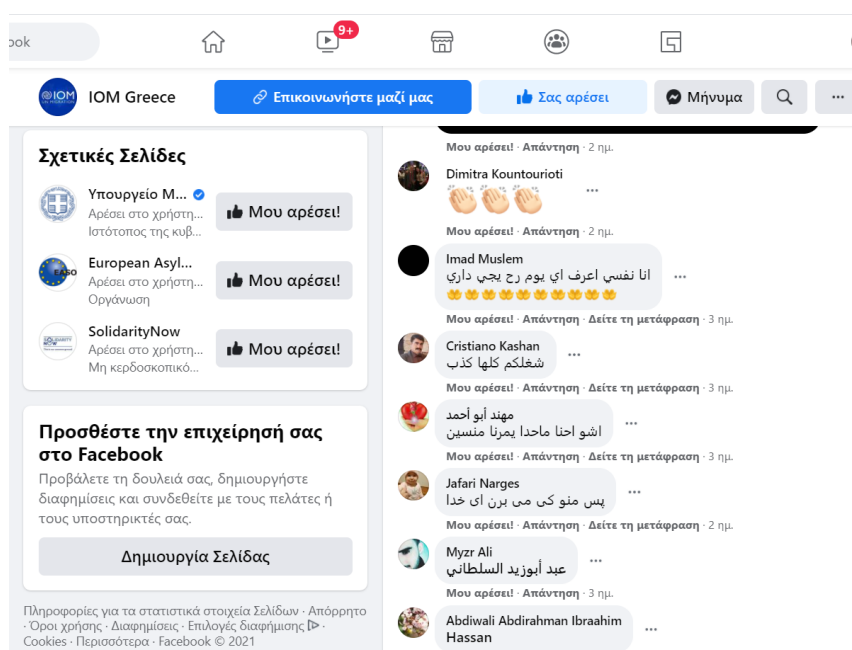 ook
9+
IOM Greece
Επικοινωνήστε μαζί μας
Σας αρέσει
Μήνυμα
Σχετικές Σελίδες
Υπουργείο Μ...
Αρέσει στο χρήστη...
Ιστότοπος της κυβ...
Μου αρέσει!
European Asyl...
Αρέσει στο χρήστη...
Οργάνωση
Μου αρέσει!
SolidarityNow
Αρέσει στο χρήστη...
Μη κερδοσκοπικό...
Μου αρέσει!
Προσθέστε την επιχείρησή σας
στο Facebook
Προβάλετε τη δουλειά σας, δημιουργήστε
διαφημίσεις και συνδεθείτε με τους πελάτες ή
τους υποστηρικτές σας.
Δημιουργία Σελίδας
Πληροφορίες για τα στατιστικά στοιχεία Σελίδων · Απόρρητο
· Όροι χρήσης · Διαφημίσεις · Επιλογές διαφήμισης ·
Cookies · Περισσότερα · Facebook © 2021
Μου αρέσει! · Απάντηση · 2 ημ.
Dimitra Kountourioti
👏🏻👏🏻👏🏻
Μου αρέσει! · Απάντηση · 2 ημ.
Imad Muslem
انا نفسي اعرف اي يوم رح يجي داري
🤲🤲🤲🤲🤲🤲🤲🤲🤲
Μου αρέσει! · Απάντηση · Δείτε τη μετάφραση · 3 ημ.
Cristiano Kashan
شغلكم كلها كذب
Μου αρέσει! · Απάντηση · Δείτε τη μετάφραση · 3 ημ.
مهند أبو أحمد
اشو احنا ماحدا يمرنا منسين
Μου αρέσει! · Απάντηση · Δείτε τη μετάφραση · 3 ημ.
Jafari Narges
پس منو کی می برن ای خدا
Μου αρέσει! · Απάντηση · Δείτε τη μετάφραση · 2 ημ.
Myzr Ali
عبد أبوزيد السلطاني
Μου αρέσει! · Απάντηση · 3 ημ.
Abdiwali Abdirahman Ibraahim
Hassan